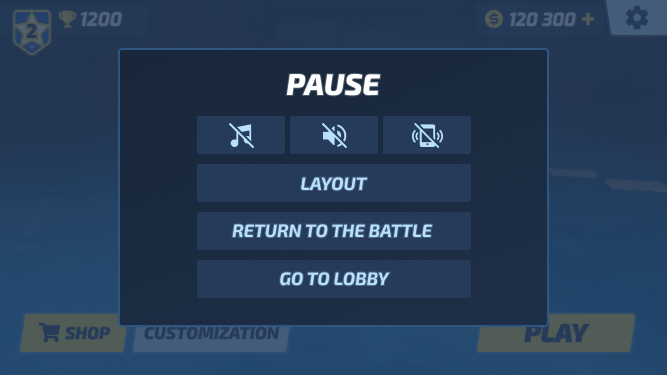 2
1200
120 300 +
PAUSE
LAYOUT
RETURN TO THE BATTLE
GO TO LOBBY
SHOP
CUSTOMIZATION
PLAY